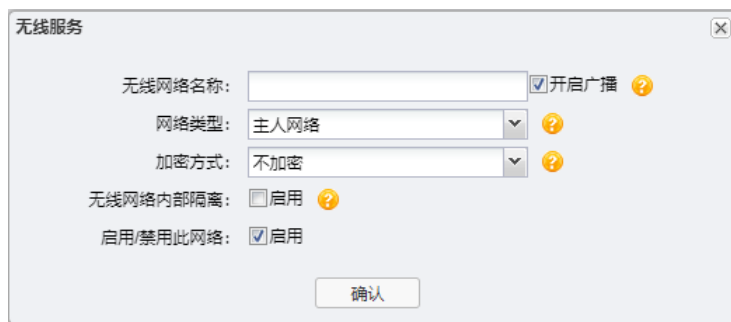 无线服务
无线网络名称: 开启广播
网络类型: 主人网络
加密方式: 不加密
无线网络内部隔离: 启用
启用/禁用此网络: 启用
确认